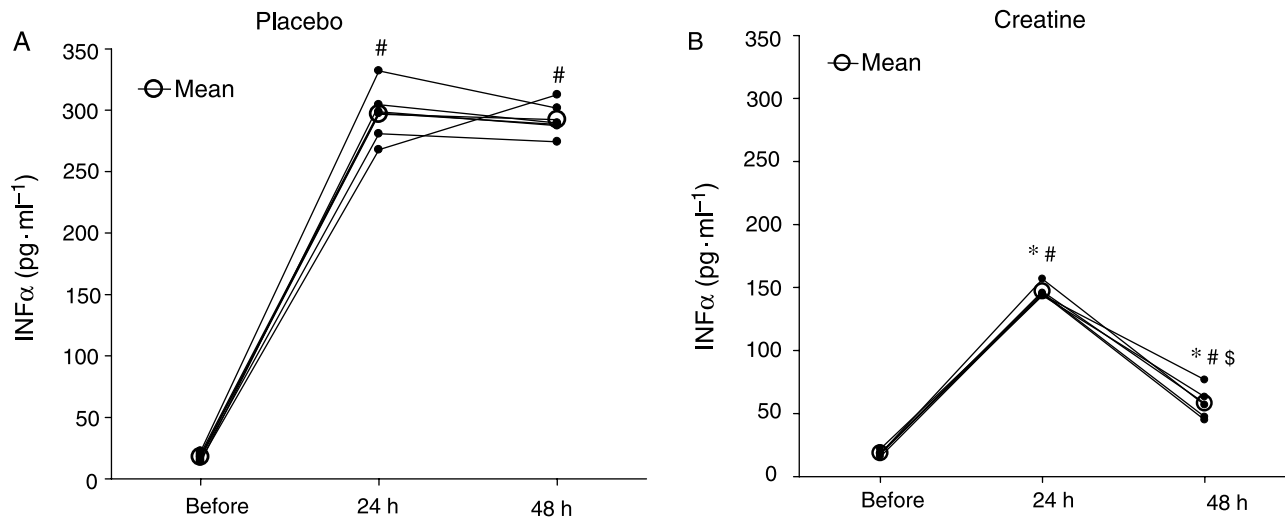 A
Placebo
350
300
250
200
150
100
50
0
INFα (pg·ml⁻¹)
Mean
#
#
Before
24 h
48 h
B
Creatine
350
300
250
200
150
100
50
0
INFα (pg·ml⁻¹)
Mean
* #
* # $
Before
24 h
48 h